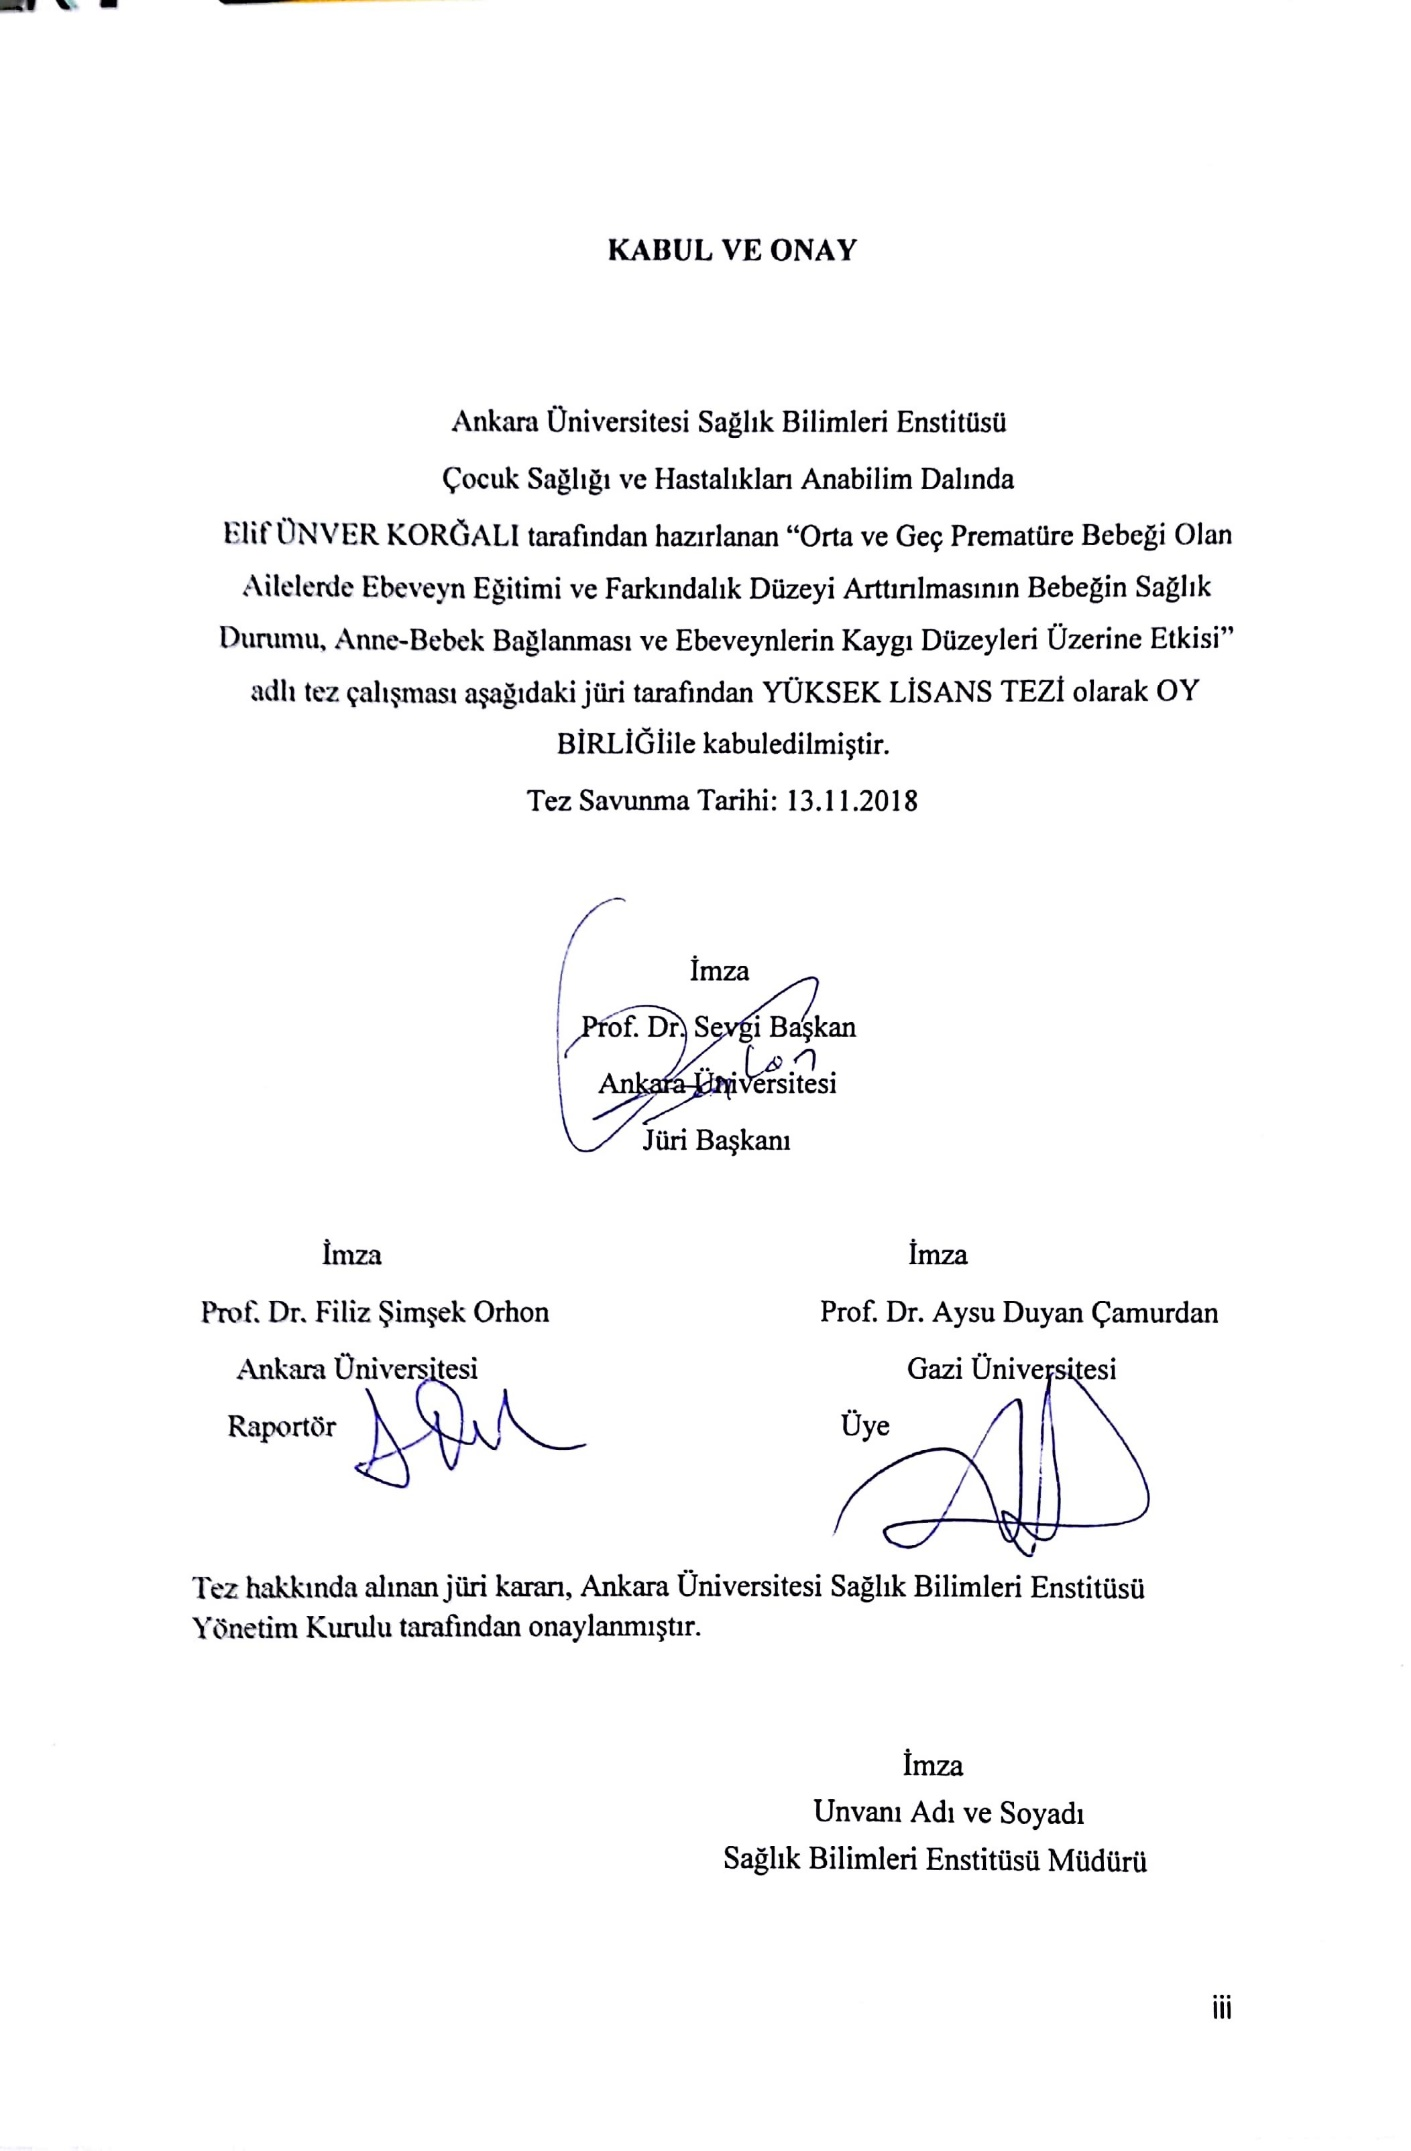 KABUL VE ONAY
Ankara Üniversitesi Sağlık Bilimleri Enstitüsü
Çocuk Sağlığı ve Hastalıkları Anabilim Dalında
Elif ÜNVER KORĞALI tarafından hazırlanan “Orta ve Geç Prematüre Bebeği Olan
Ailelerde Ebeveyn Eğitimi ve Farkındalık Düzeyi Arttırılmasının Bebeğin Sağlık
Durumu, Anne-Bebek Bağlanması ve Ebeveynlerin Kaygı Düzeyleri Üzerine Etkisi”
adlı tez çalışması aşağıdaki jüri tarafından YÜKSEK LİSANS TEZİ olarak OY
BİRLİĞİile kabuledilmiştir.
Tez Savunma Tarihi: 13.11.2018
İmza
Prof. Dr. Sevgi Başkan
Ankara Üniversitesi
Jüri Başkanı
İmza
Prof. Dr. Filiz Şimşek Orhon
Ankara Üniversitesi
Raportör
İmza
Prof. Dr. Aysu Duyan Çamurdan
Gazi Üniversitesi
Üye
Tez hakkında alınan jüri kararı, Ankara Üniversitesi Sağlık Bilimleri Enstitüsü
Yönetim Kurulu tarafından onaylanmıştır.
İmza
Unvanı Adı ve Soyadı
Sağlık Bilimleri Enstitüsü Müdürü
iii